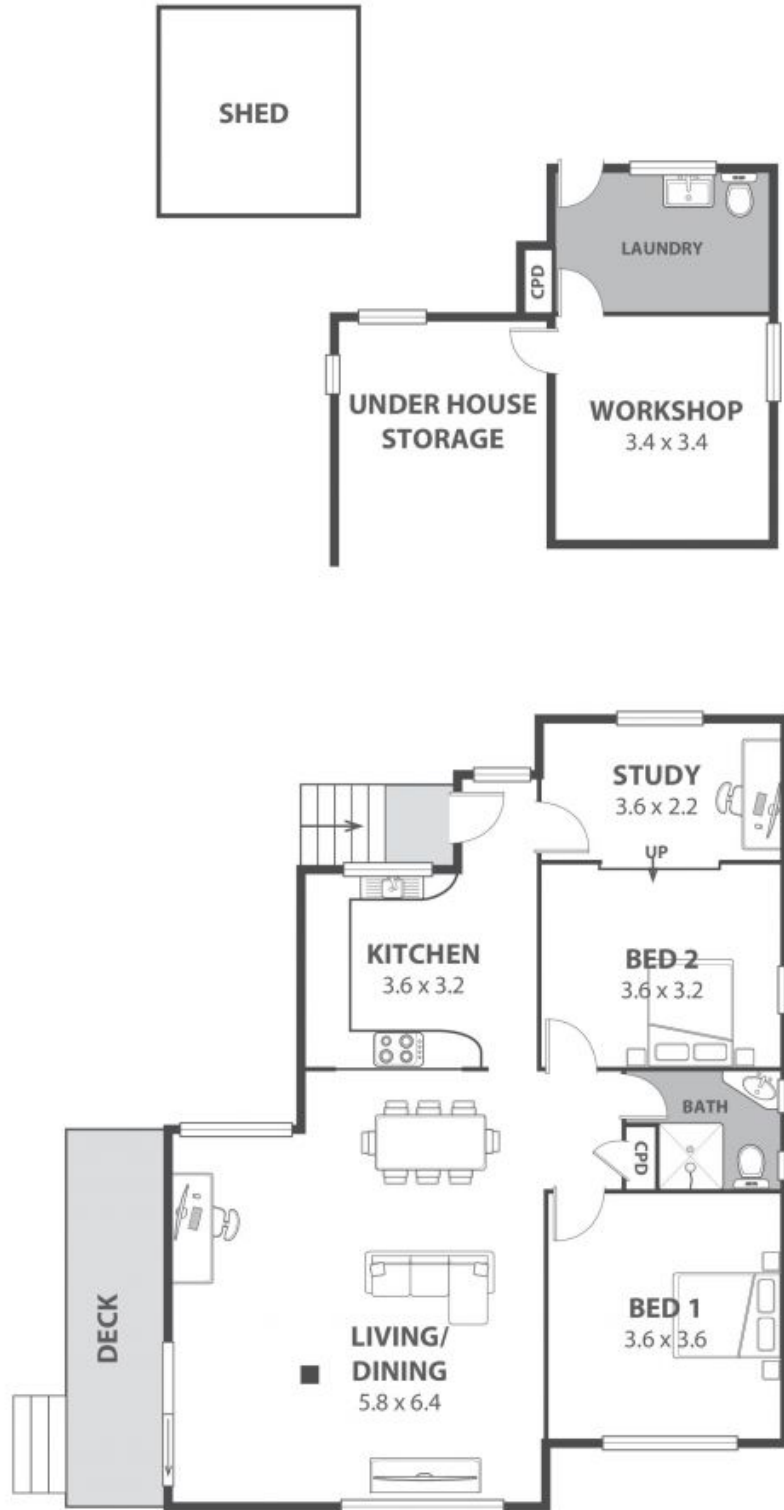 SHED
LAUNDRY
CPD
UNDER HOUSE
STORAGE
WORKSHOP
3.4 x 3.4
STUDY
3.6 x 2.2
UP
KITCHEN
3.6 x 3.2
BED 2
3.6 x 3.2
BATH
CPD
DECK
LIVING/
DINING
5.8 x 6.4
BED 1
3.6 x 3.6